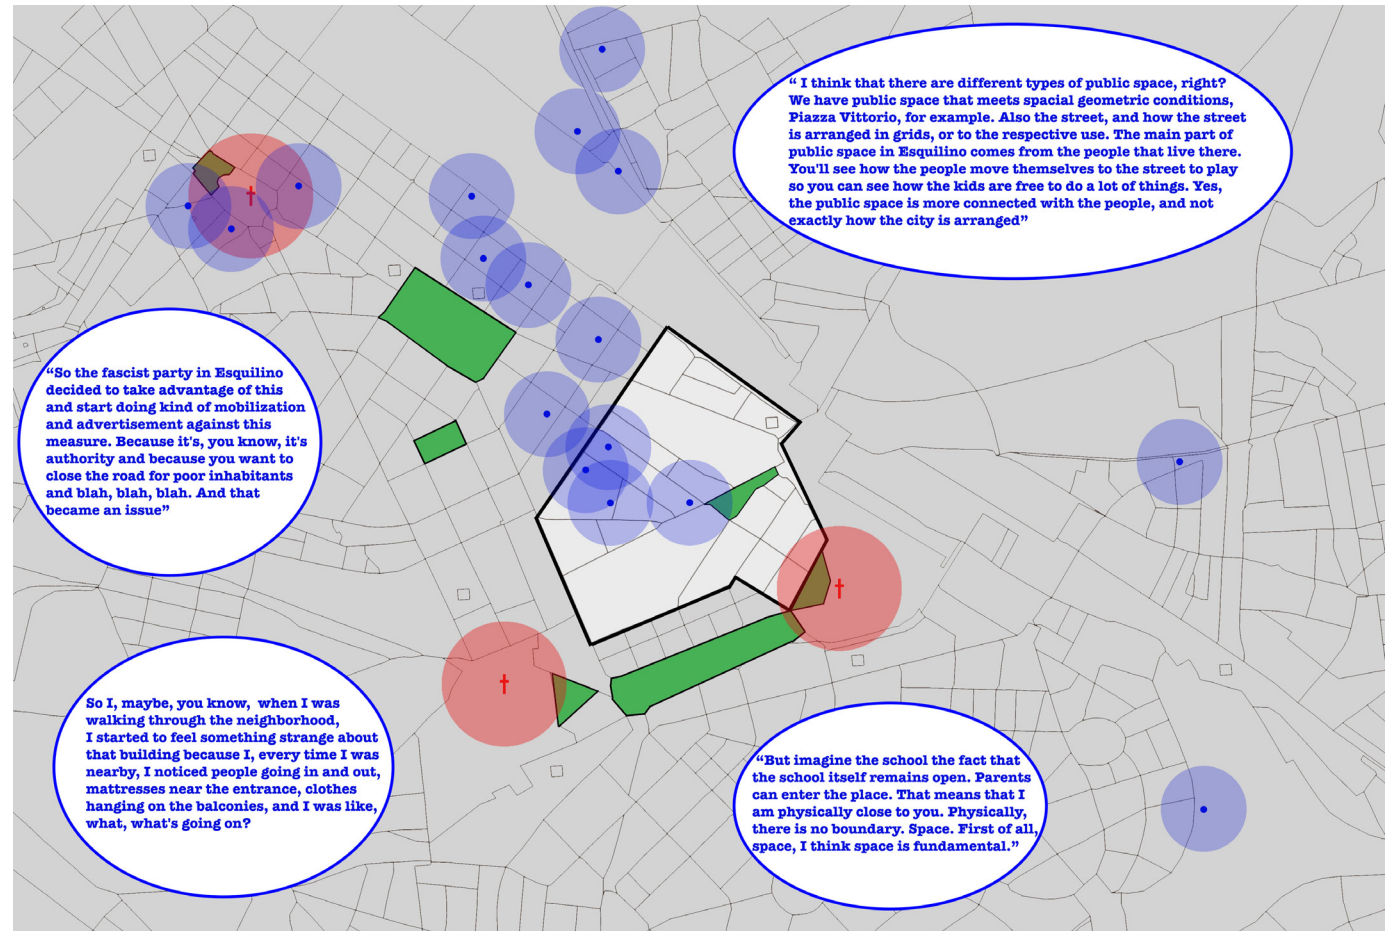 “ I think that there are different types of public space, right?
We have public space that meets spacial geometric conditions,
Piazza Vittorio, for example. Also the street, and how the street
is arranged in grids, or to the respective use. The main part of
public space in Esquilino comes from the people that live there.
You'll see how the people move themselves to the street to play
so you can see how the kids are free to do a lot of things. Yes,
the public space is more connected with the people, and not
exactly how the city is arranged”
“So the fascist party in Esquilino
decided to take advantage of this
and start doing kind of mobilization
and advertisement against this
measure. Because it's, you know, it's
authority and because you want to
close the road for poor inhabitants
and blah, blah, blah. And that
became an issue”
So I, maybe, you know,  when I was
walking through the neighborhood,
I started to feel something strange about
that building because I, every time I was
nearby, I noticed people going in and out,
mattresses near the entrance, clothes
hanging on the balconies, and I was like,
what, what's going on?
“But imagine the school the fact that
the school itself remains open. Parents
can enter the place. That means that I
am physically close to you. Physically,
there is no boundary. Space. First of all,
space, I think space is fundamental.”